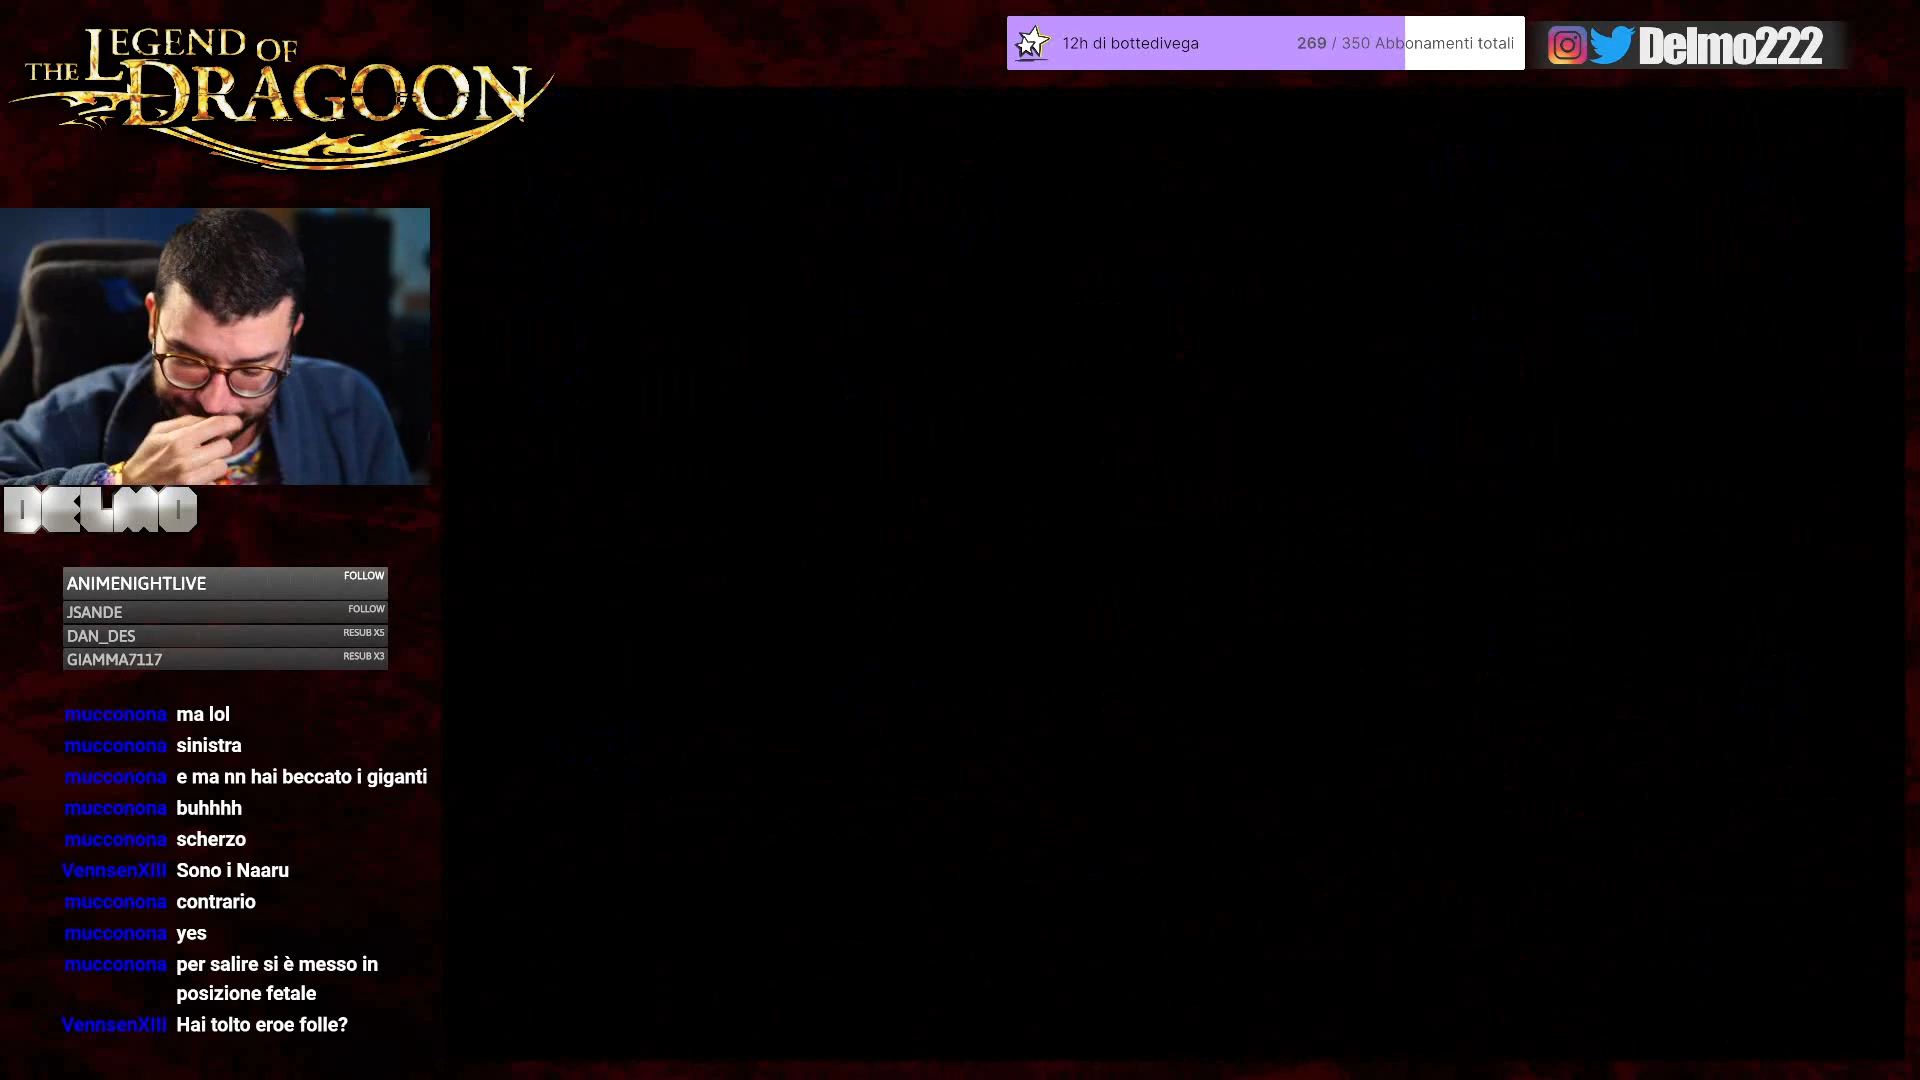 THE LEGEND OF
DRAGOON
12h di bottedivega
269 / 350 Abbonamenti totali
Delmo222
DELMO
ANIMENIGHTLIVE FOLLOW
JSANDE FOLLOW
DAN_DES RESUB X5
GIAMMA7117 RESUB X3
mucconona ma lol
mucconona sinistra
mucconona e ma nn hai beccato i giganti
mucconona buhhhh
mucconona scherzo
VennsenXIII Sono i Naaru
mucconona contrario
mucconona yes
mucconona per salire si è messo in
posizione fetale
VennsenXIII Hai tolto eroe folle?